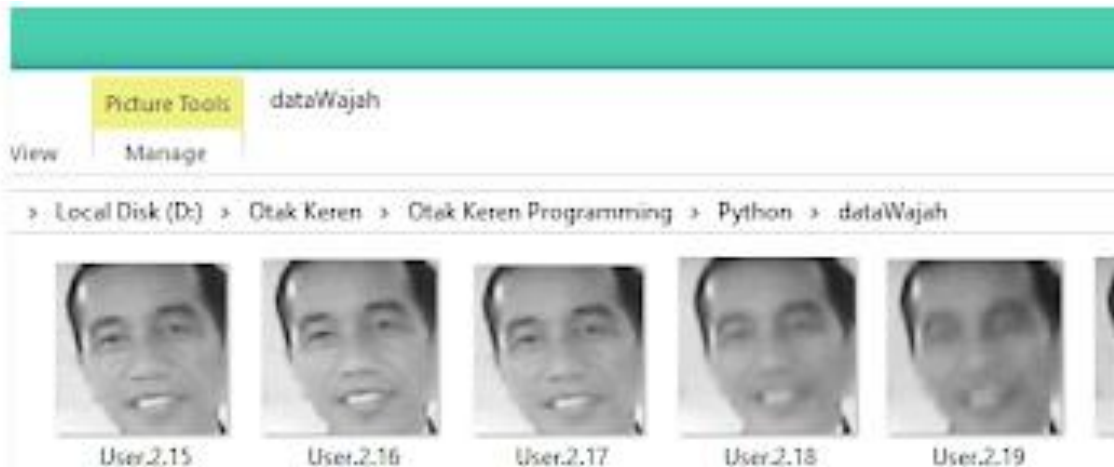 Picture Tools dataWajah
View Manage
> Local Disk (D:) > Otak Keren > Otak Keren Programming > Python > dataWajah
User.2.15 User.2.16 User.2.17 User.2.18 User.2.19